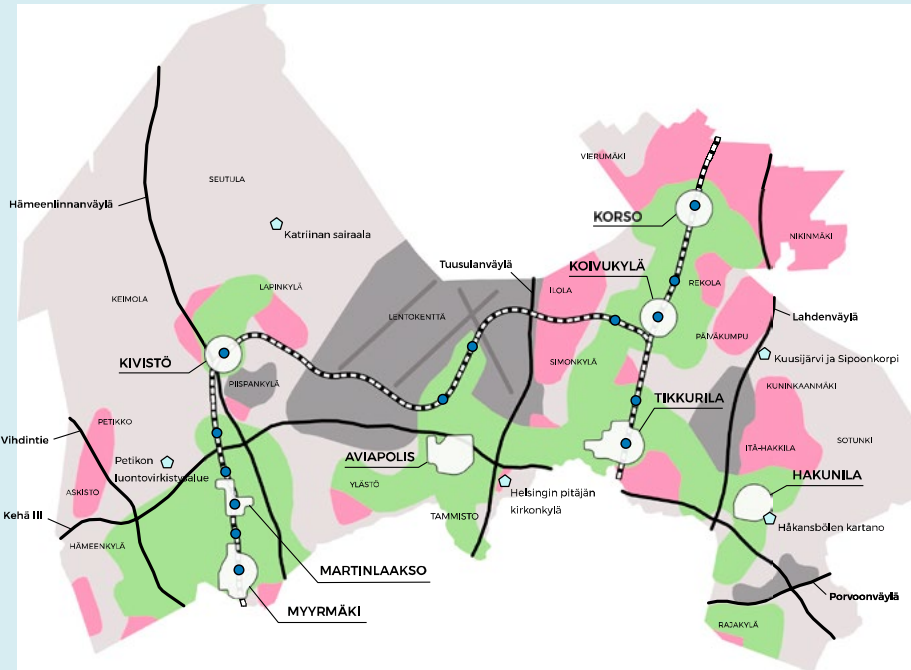 VIERUMÄKI
SEUTULA
Hämeenlinnanväylä
KORSO
Katriinan sairaala
NIKINMÄKI
Tuusulanväylä
KOIVUKYLÄ
LAPINKYLÄ
ILOLA
REKOLA
KEIMOLA
LENTOKENTTÄ
Lahdenväylä
PÄIVÄKUMPU
KIVISTÖ
SIMONKYLÄ
Kuusijärvi ja Sipoonkorpi
PIISPANKYLÄ
KUNINKAANMÄKI
TIKKURILA
PETIKKO
Vihdintie
ITÄ-HAKKILA
SOTUNKI
AVIAPOLIS
Petikon
luontovirkistysalue
HAKUNILA
YLÄSTÖ
ASKISTO
Helsingin pitäjän
kirkonkylä
Kehä III
TAMMISTO
Håkansbölen kartano
HÄMEENKYLÄ
MARTINLAAKSO
Porvoonväylä
MYYRMÄKI
RAJAKYLÄ